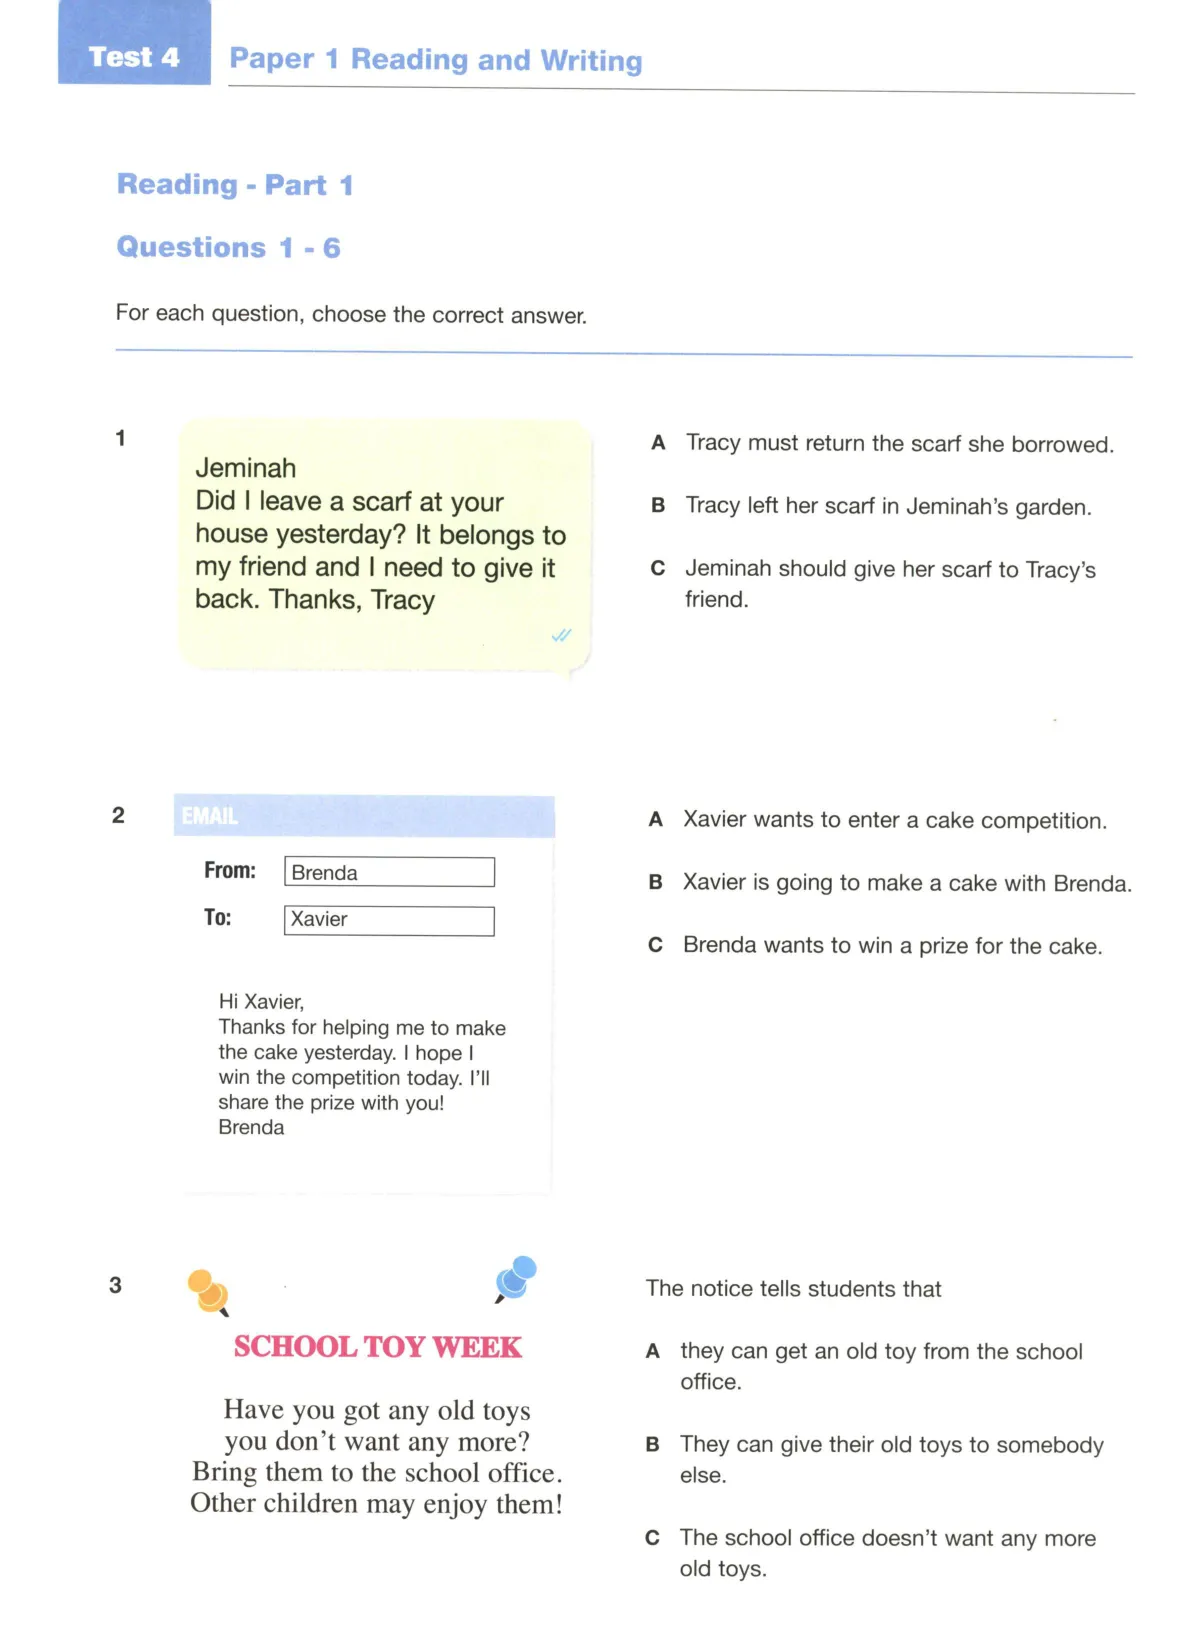 Test 4
Paper 1 Reading and Writing
Reading - Part 1
Questions 1 - 6
For each question, choose the correct answer.
1
Jeminah
Did I leave a scarf at your
house yesterday? It belongs to
my friend and I need to give it
back. Thanks, Tracy
A Tracy must return the scarf she borrowed.
B Tracy left her scarf in Jeminah's garden.
C Jeminah should give her scarf to Tracy's
friend.
2
EMAIL
From: Brenda
To: Xavier
Hi Xavier,
Thanks for helping me to make
the cake yesterday. I hope I
win the competition today. I'll
share the prize with you!
Brenda
A Xavier wants to enter a cake competition.
B Xavier is going to make a cake with Brenda.
C Brenda wants to win a prize for the cake.
3
SCHOOL TOY WEEK
Have you got any old toys
you don't want any more?
Bring them to the school office.
Other children may enjoy them!
The notice tells students that
A they can get an old toy from the school
office.
B They can give their old toys to somebody
else.
C The school office doesn't want any more
old toys.